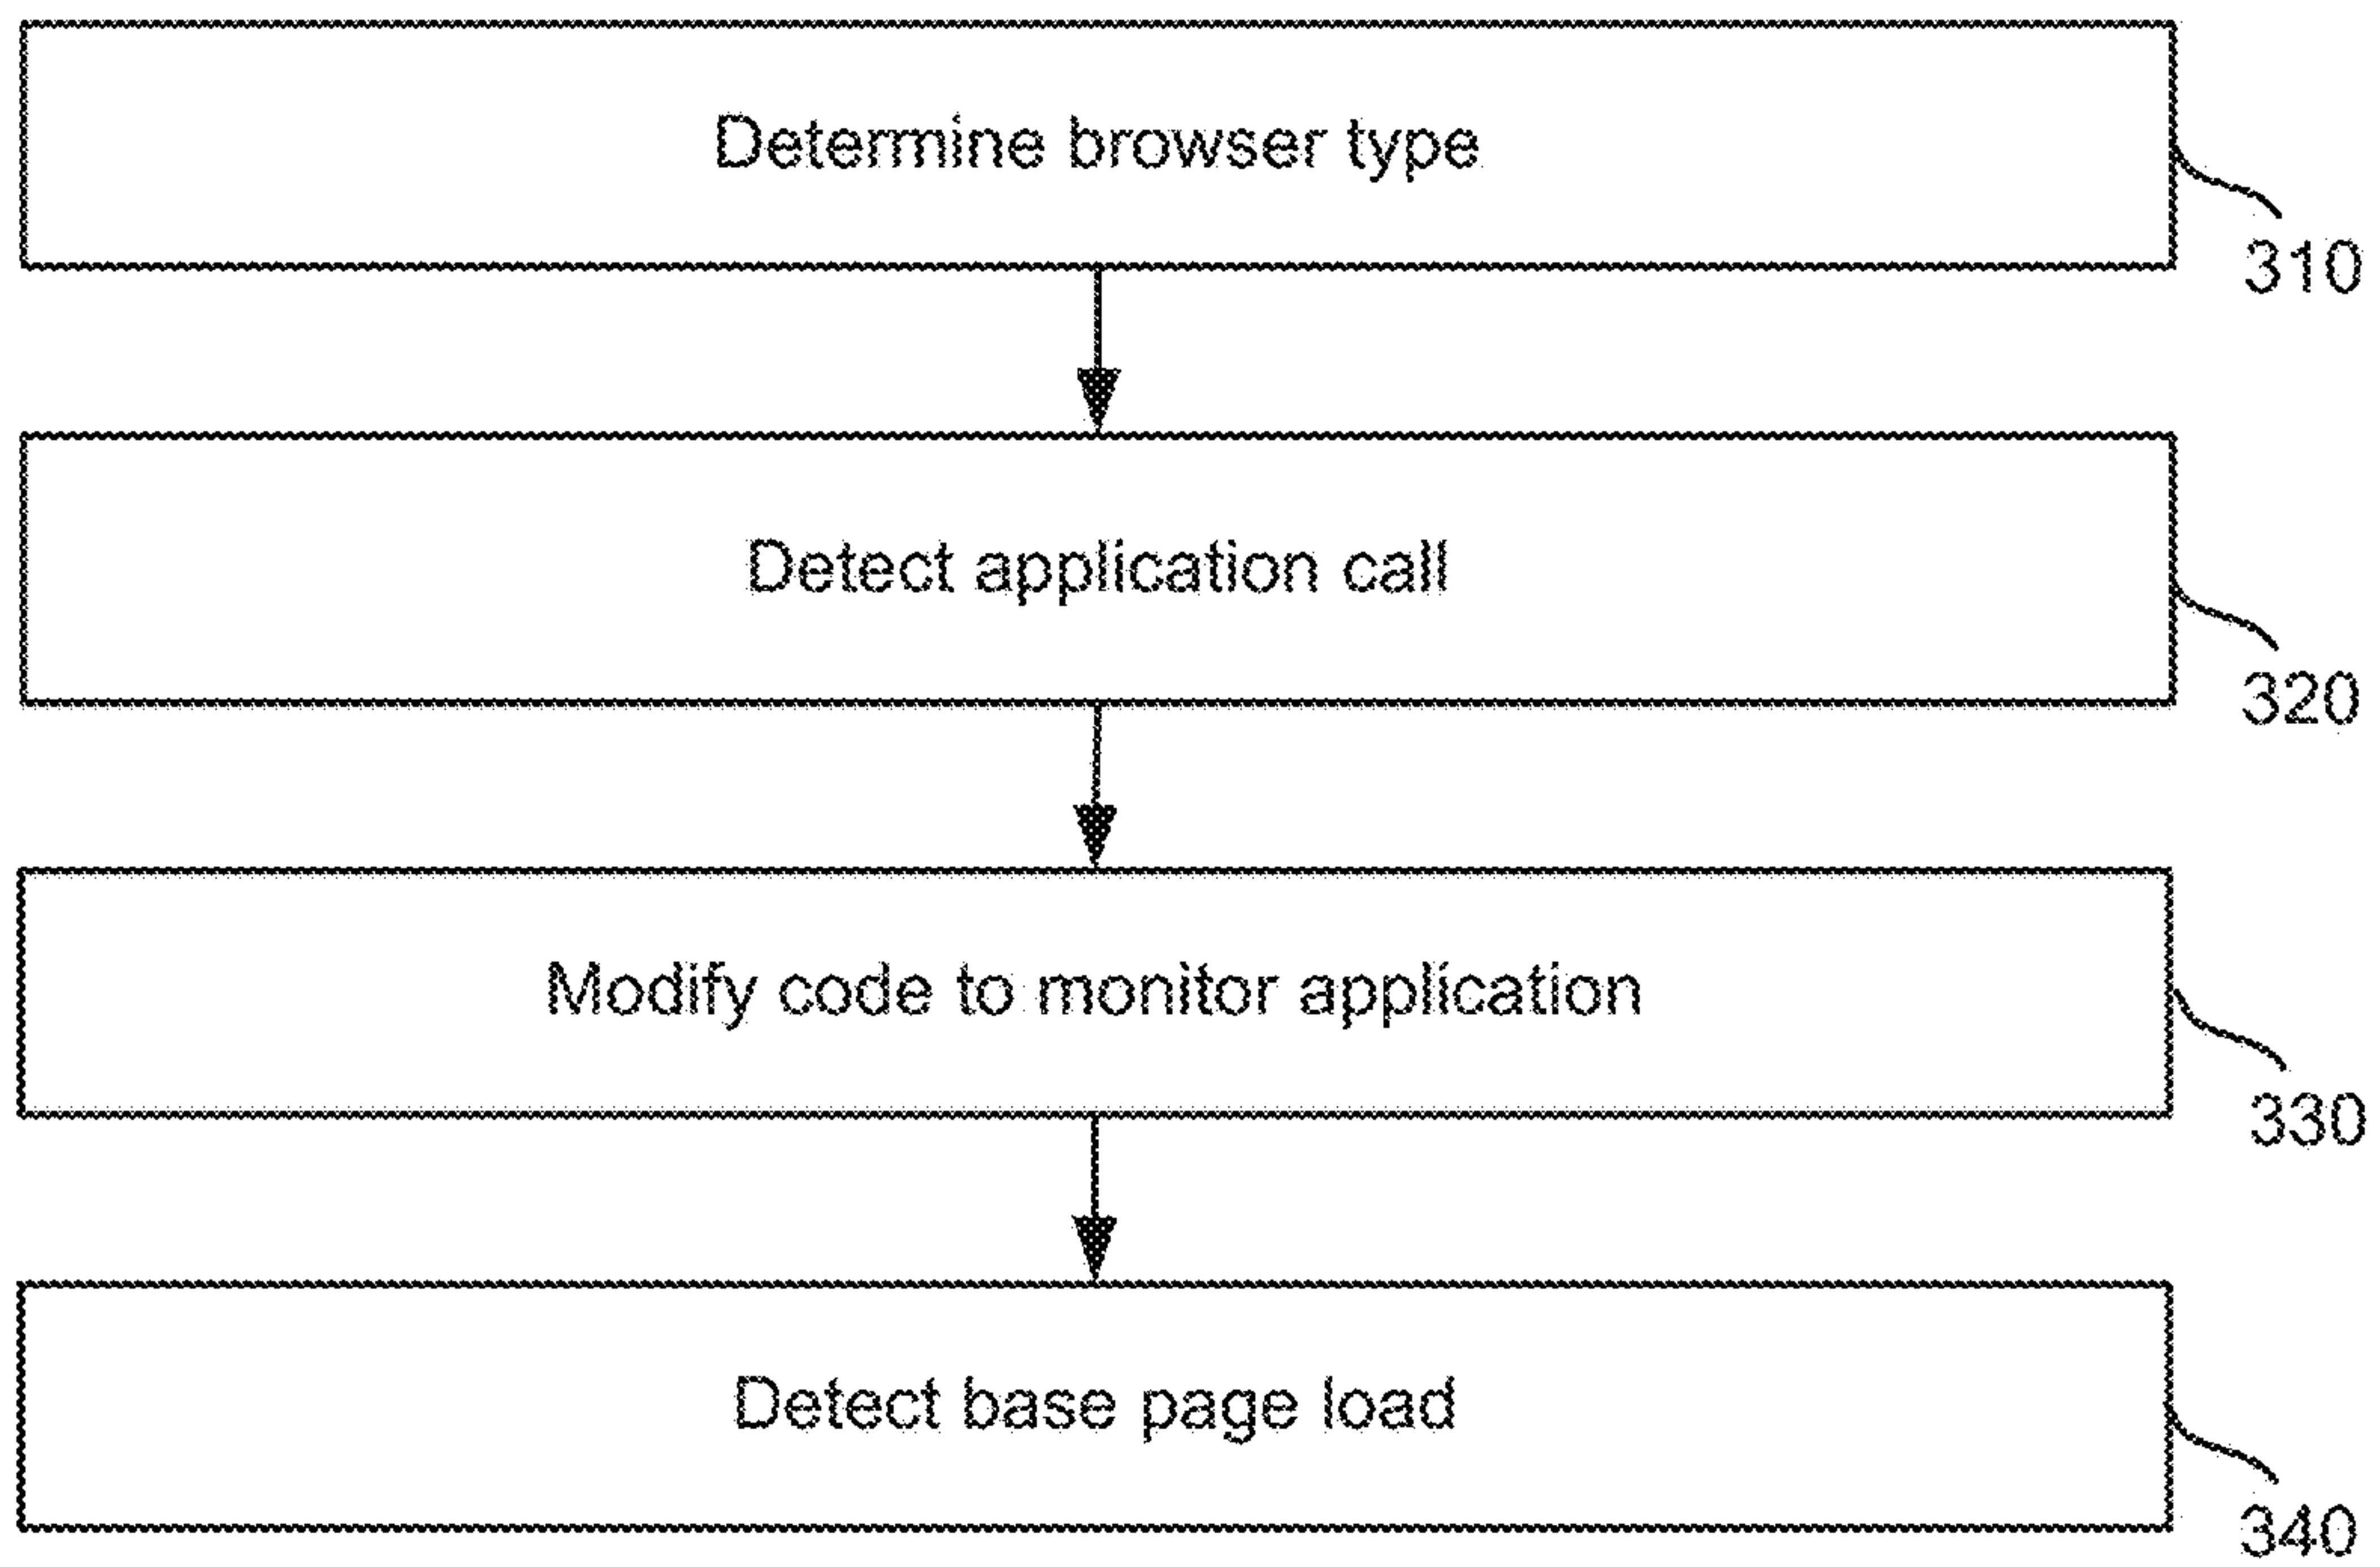 Determine browser type
310
Detect application call
320
Modify code to monitor application
330
Detect base page load
340